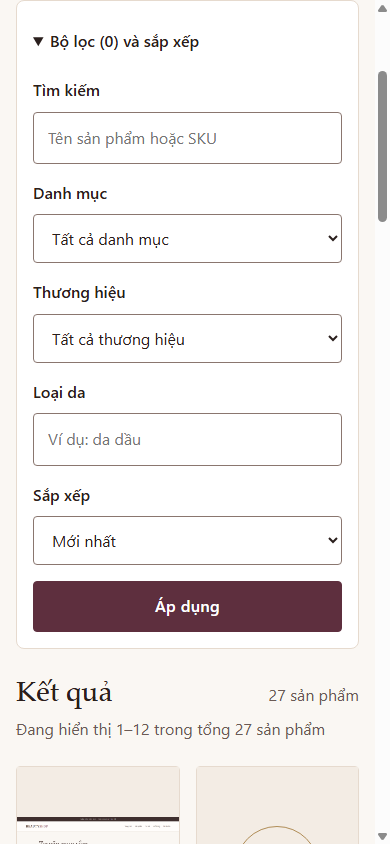 ▼ Bộ lọc (0) và sắp xếp
Tìm kiếm
Tên sản phẩm hoặc SKU
Danh mục
Tất cả danh mục
Thương hiệu
Tất cả thương hiệu
Loại da
Ví dụ: da dầu
Sắp xếp
Mới nhất
Áp dụng
Kết quả
27 sản phẩm
Đang hiển thị 1–12 trong tổng 27 sản phẩm